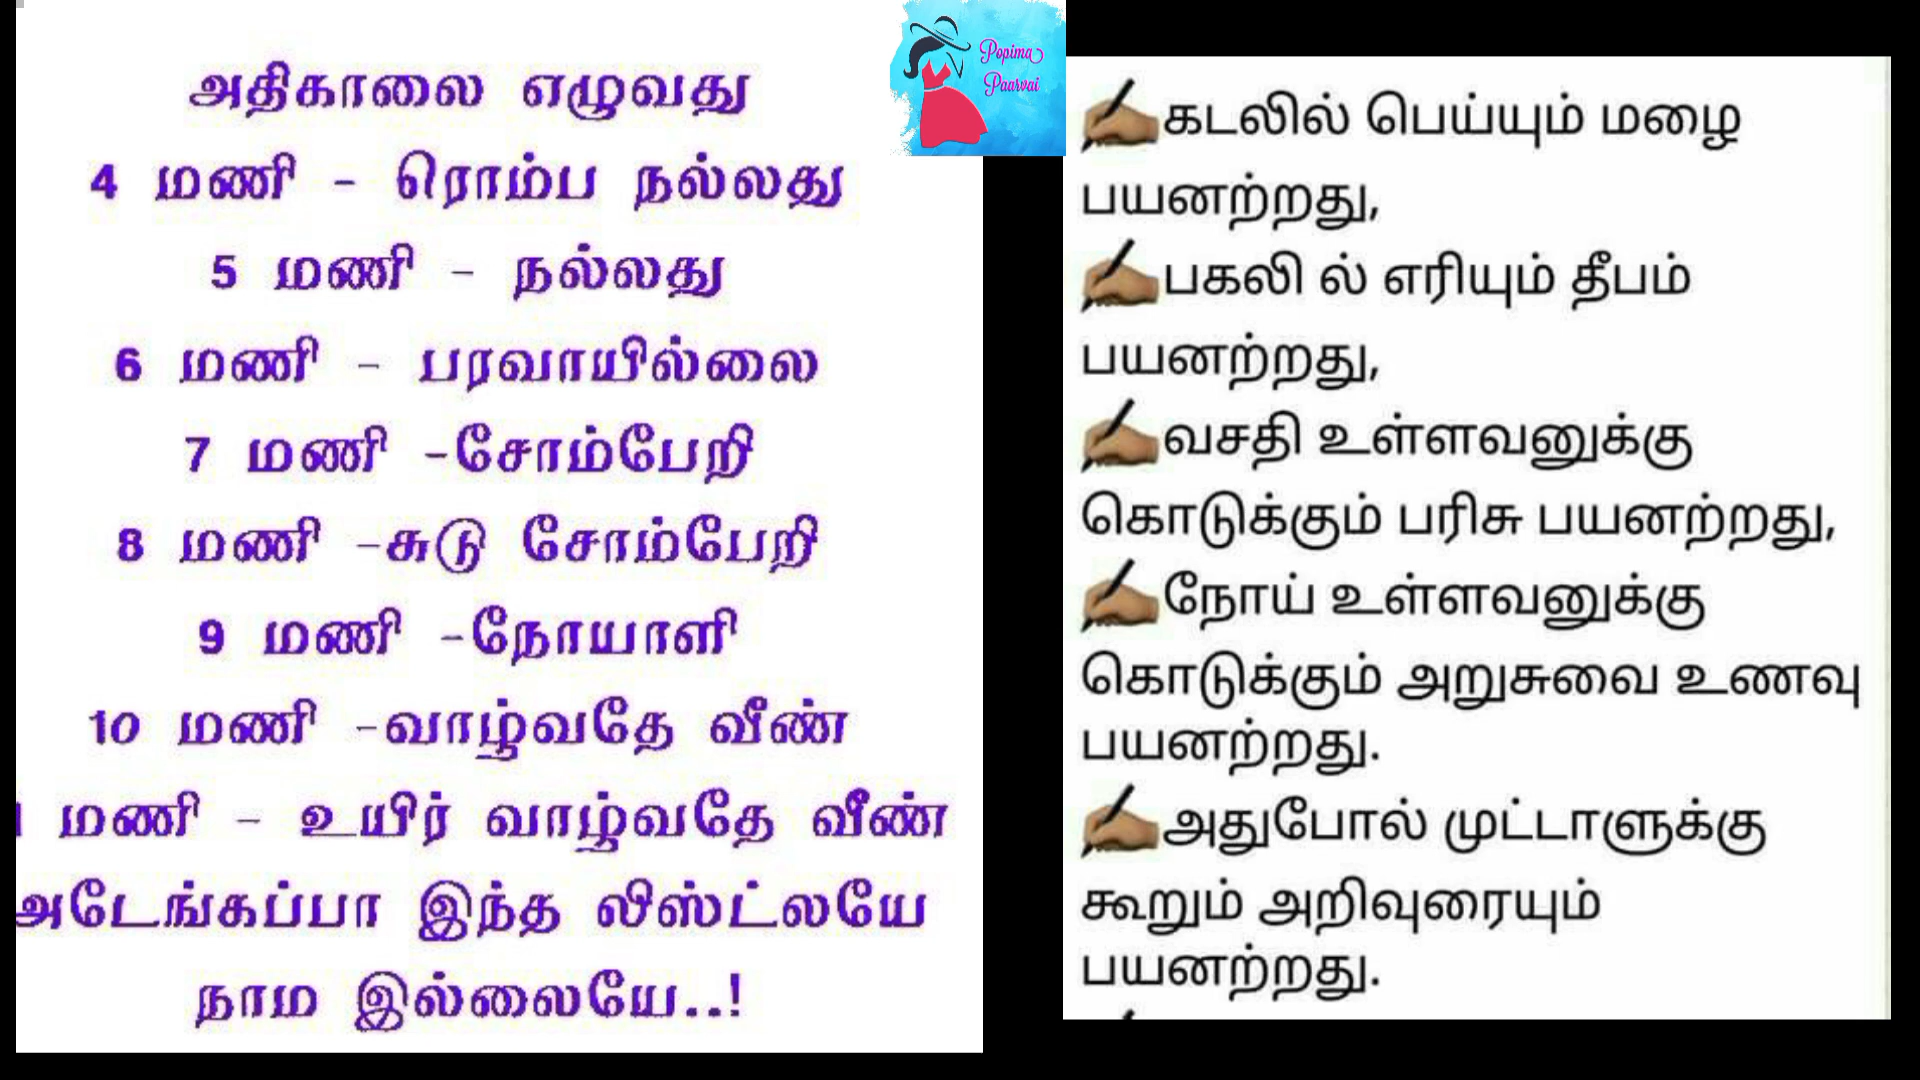 அதிகாலை எழுவது
4 மணி - ரொம்ப நல்லது
5 மணி - நல்லது
6 மணி - பரவாயில்லை
7 மணி -சோம்பேறி
8 மணி -சுடு சோம்பேறி
9 மணி -நோயாளி
10 மணி -வாழ்வதே வீண்
மணி - உயிர் வாழ்வதே வீண்
அடேங்கப்பா இந்த லிஸ்ட்லயே
நாம இல்லையே..!
Popima
Paarvai
✍🏽கடலில் பெய்யும் மழை
பயனற்றது,
✍🏽பகலி ல் எரியும் தீபம்
பயனற்றது,
✍🏽வசதி உள்ளவனுக்கு
கொடுக்கும் பரிசு பயனற்றது,
✍🏽நோய் உள்ளவனுக்கு
கொடுக்கும் அறுசுவை உணவு
பயனற்றது.
✍🏽அதுபோல் முட்டாளுக்கு
கூறும் அறிவுரையும்
பயனற்றது.